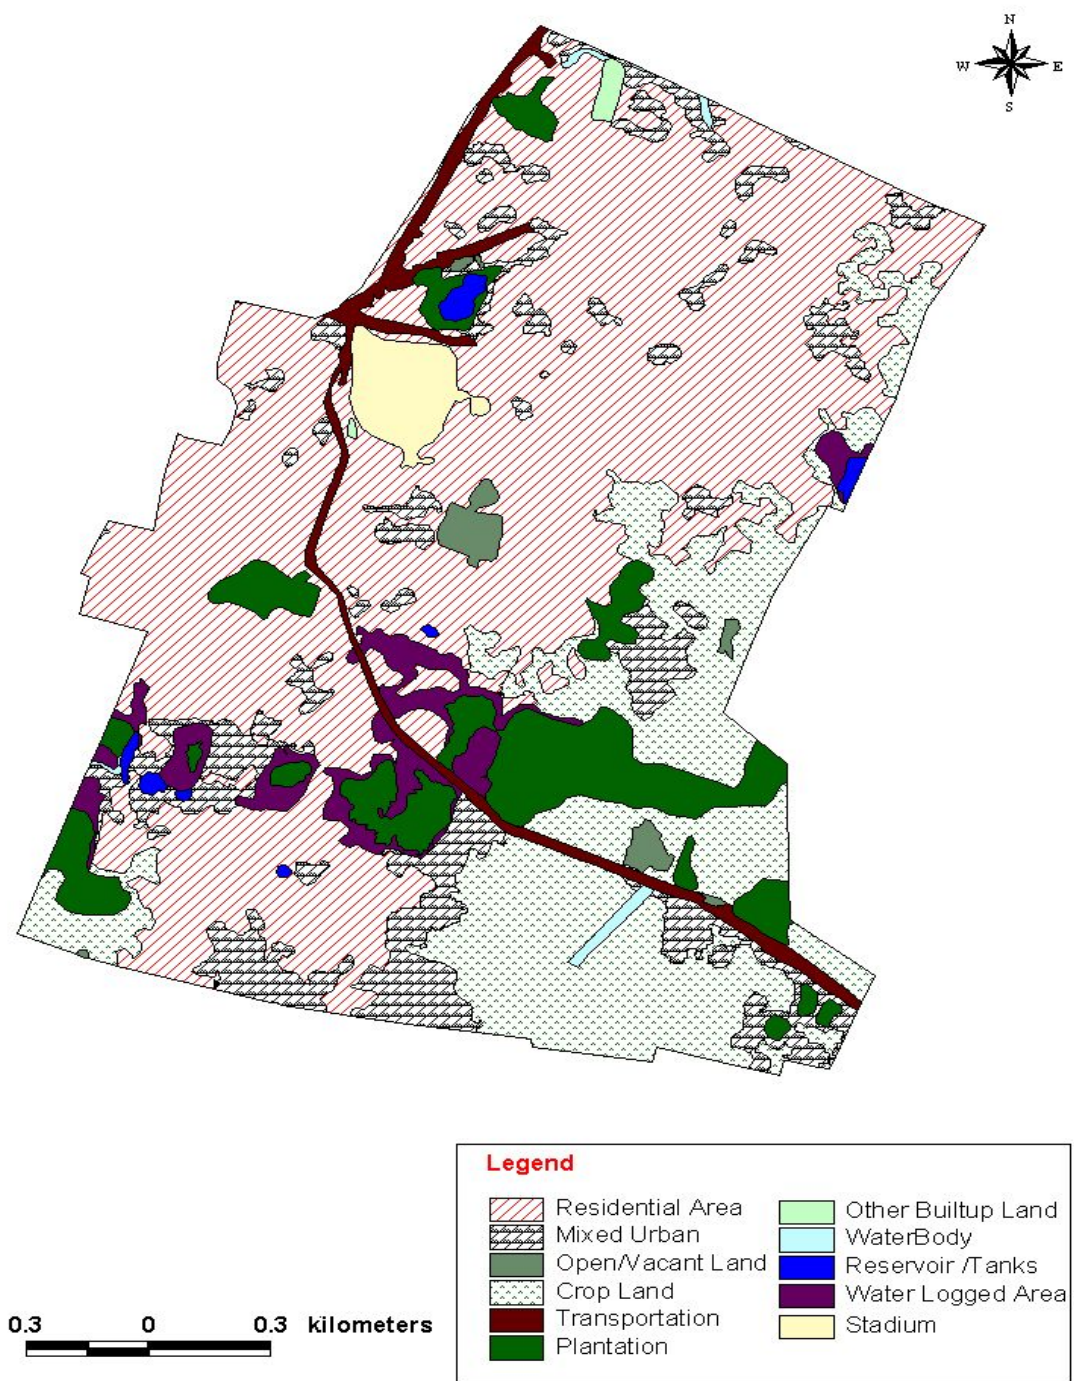 N
W E
S
Legend
Residential Area
Mixed Urban
Open/Vacant Land
Crop Land
Transportation
Plantation
Other Builtup Land
WaterBody
Reservoir /Tanks
Water Logged Area
Stadium
0.3 0 0.3 kilometers